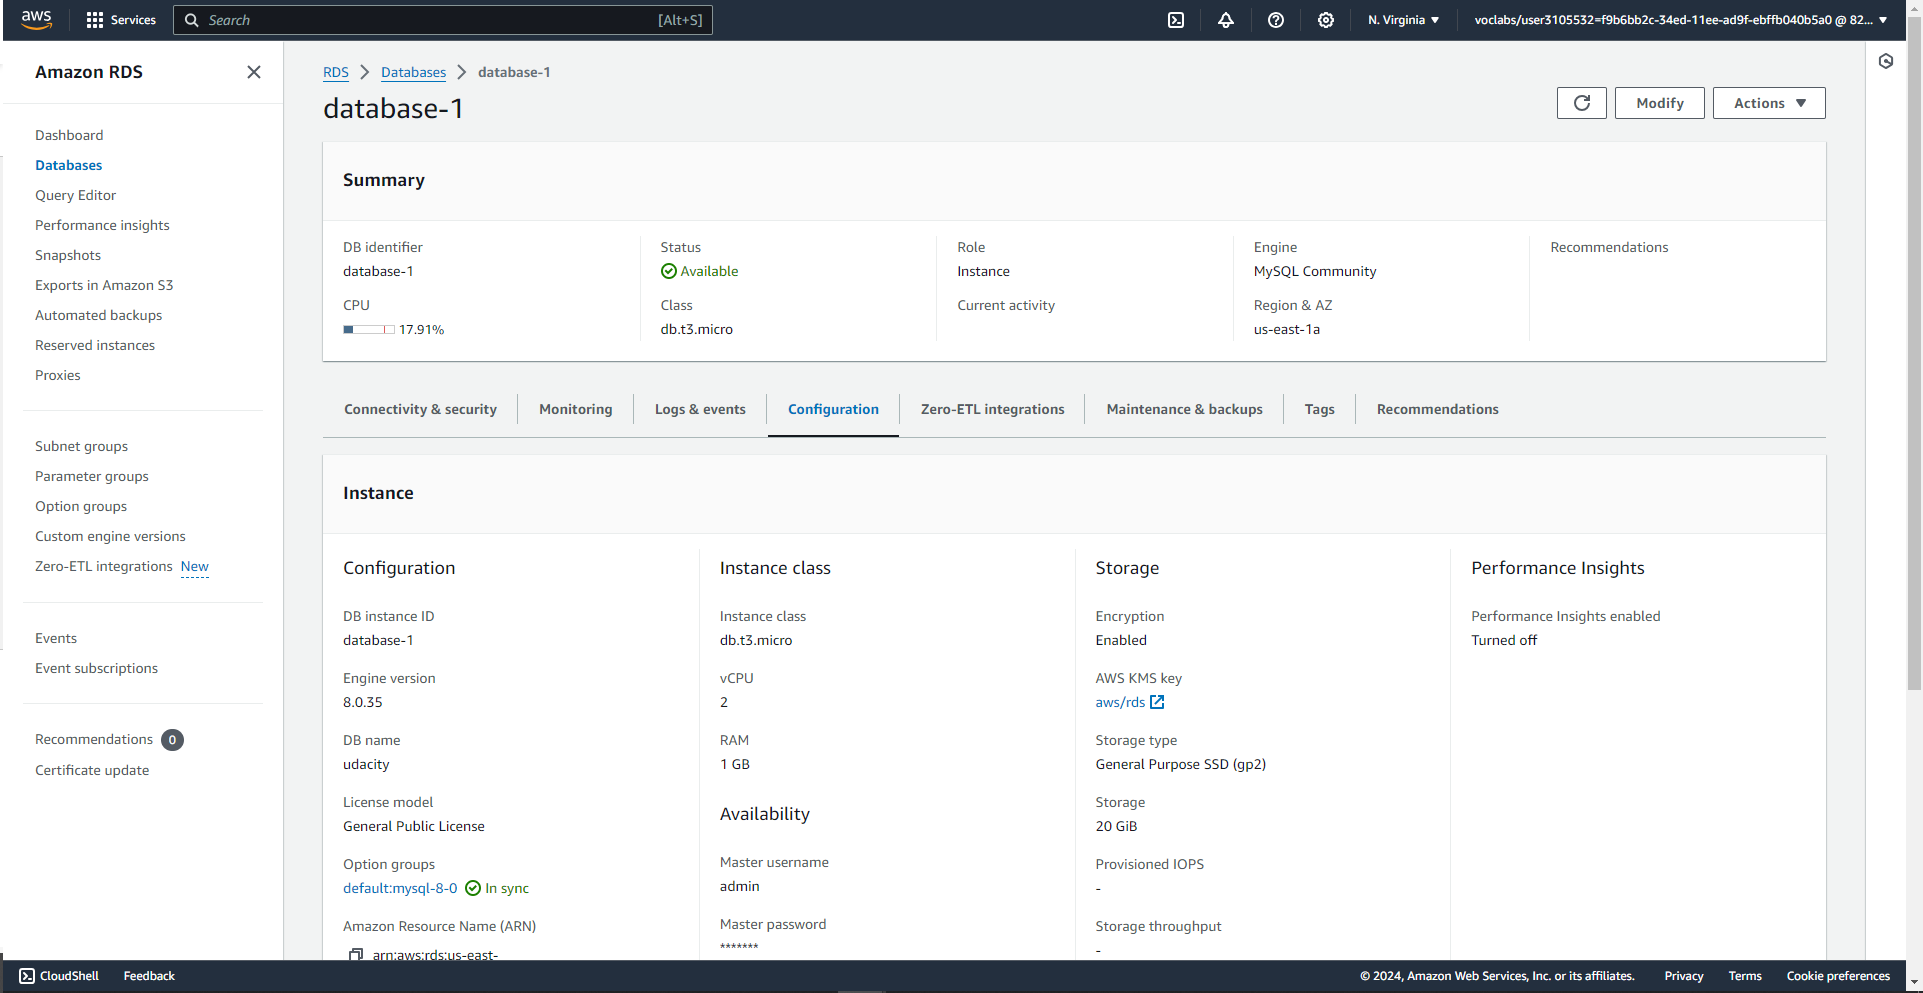 aws
Services
Search
[Alt+S]
N. Virginia ▼
voclabs/user3105532=f9b6bb2c-34ed-11ee-ad9f-ebffb040b5a0 @ 82... ▼
Amazon RDS
Dashboard
Databases
Query Editor
Performance insights
Snapshots
Exports in Amazon S3
Automated backups
Reserved instances
Proxies
Subnet groups
Parameter groups
Option groups
Custom engine versions
Zero-ETL integrations New
Events
Event subscriptions
Recommendations 0
Certificate update
RDS > Databases > database-1
database-1
Modify
Actions ▼
Summary
DB identifier
database-1
CPU
17.91%
Status
Available
Class
db.t3.micro
Role
Instance
Current activity
Engine
MySQL Community
Region & AZ
us-east-1a
Recommendations
Connectivity & security
Monitoring
Logs & events
Configuration
Zero-ETL integrations
Maintenance & backups
Tags
Recommendations
Instance
Configuration
DB instance ID
database-1
Engine version
8.0.35
DB name
udacity
License model
General Public License
Option groups
default:mysql-8-0 In sync
Amazon Resource Name (ARN)
arn:aws:rds:us-east-
Instance class
Instance class
db.t3.micro
vCPU
2
RAM
1 GB
Availability
Master username
admin
Master password
*******
Storage
Encryption
Enabled
AWS KMS key
aws/rds
Storage type
General Purpose SSD (gp2)
Storage
20 GiB
Provisioned IOPS
-
Storage throughput
-
Performance Insights
Performance Insights enabled
Turned off
CloudShell
Feedback
© 2024, Amazon Web Services, Inc. or its affiliates.
Privacy
Terms
Cookie preferences